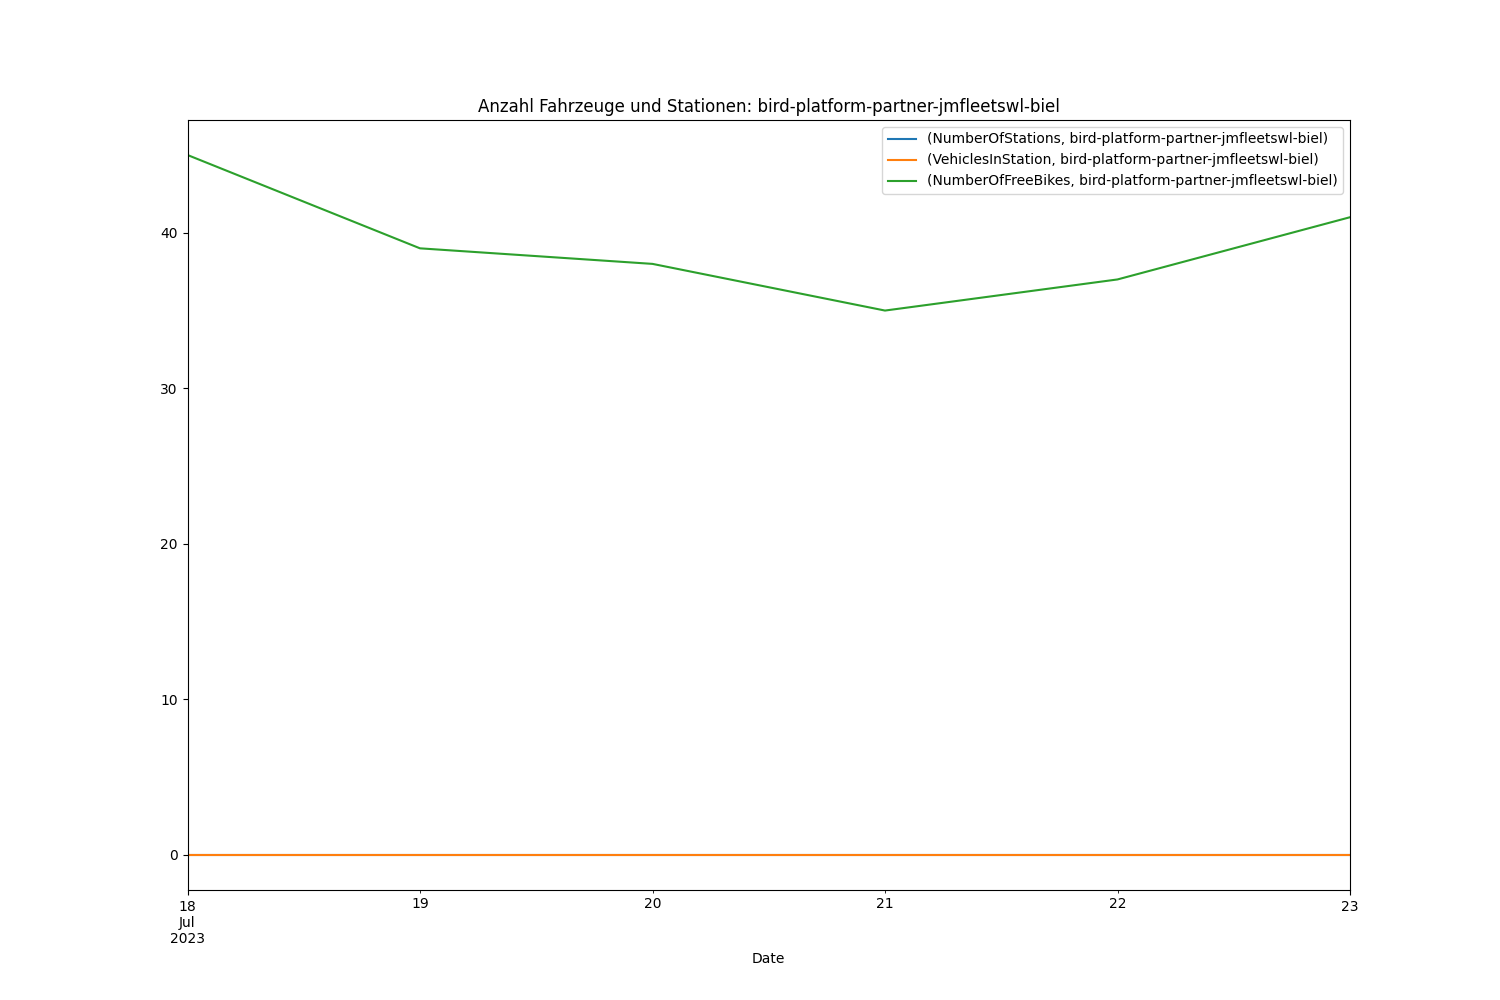 Anzahl Fahrzeuge und Stationen: bird-platform-partner-jmfleetswl-biel
(NumberOfStations, bird-platform-partner-jmfleetswl-biel)
(VehiclesInStation, bird-platform-partner-jmfleetswl-biel)
(NumberOfFreeBikes, bird-platform-partner-jmfleetswl-biel)
40
30
20
10
0
18 19 20 21 22 23
Jul
2023
Date